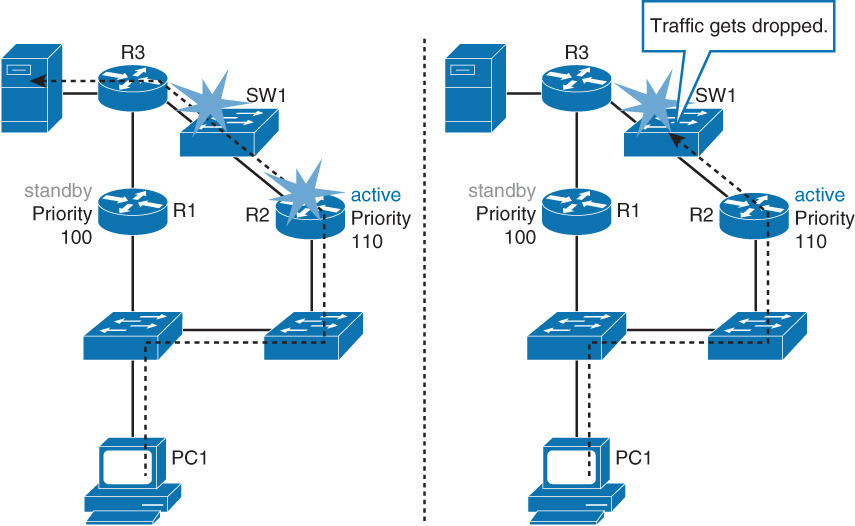 R3
SW1
standby
Priority
100
R1
R2
active
Priority
110
PC1
Traffic gets dropped.
R3
SW1
standby
Priority
100
R1
R2
active
Priority
110
PC1